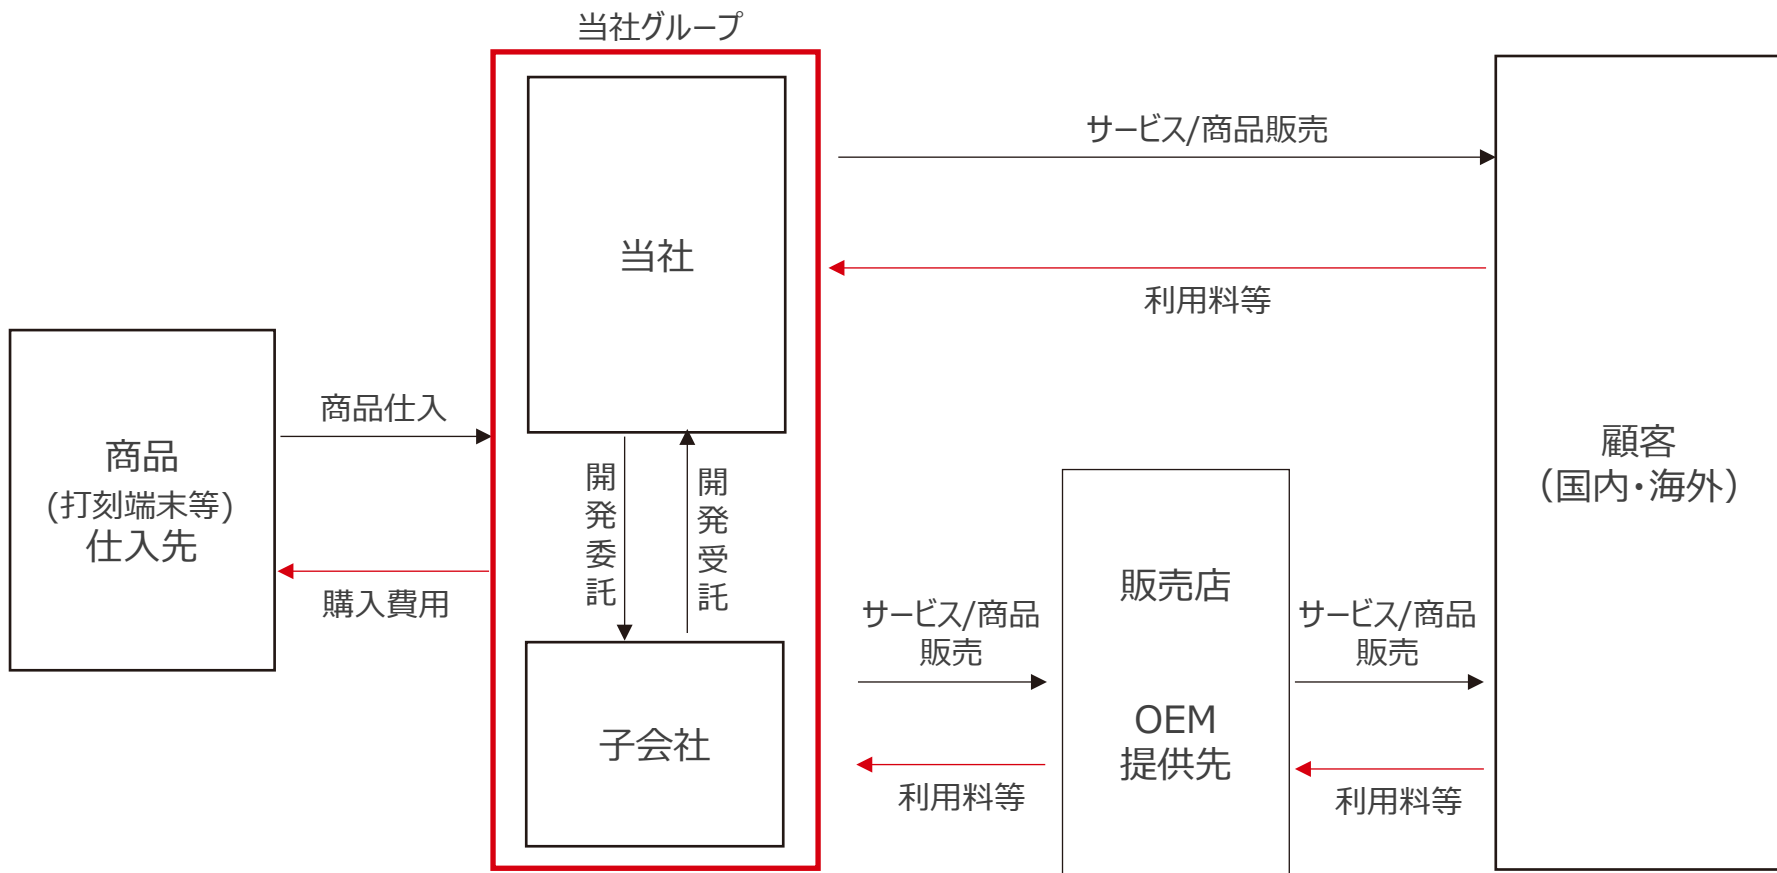 当社グループ
当社
サービス/商品販売
利用料等
商品
(打刻端末等)
仕入先
商品仕入
購入費用
開発委託
開発受託
子会社
サービス/商品
販売
利用料等
販売店
OEM
提供先
サービス/商品
販売
利用料等
顧客
（国内・海外）